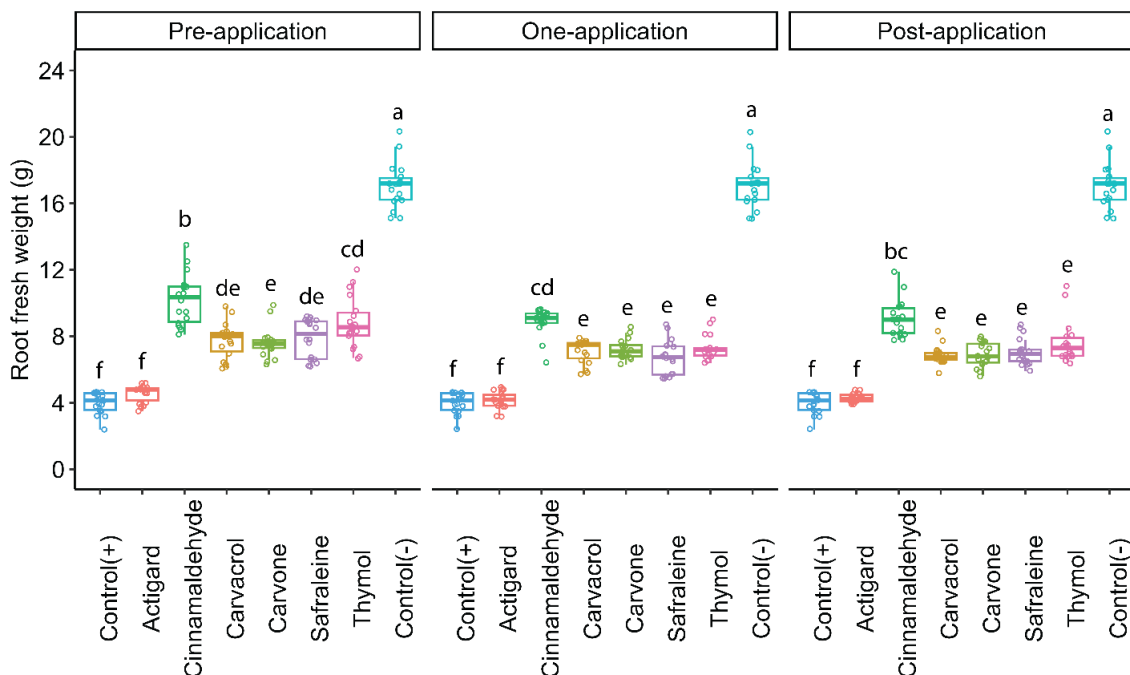 Pre-application
One-application
Post-application
Root fresh weight (g)
24
20
16
12
8
4
0
f
f
b
de
e
de
cd
a
f
f
cd
e
e
e
e
a
f
f
bc
e
e
e
e
a
Control(+)
Actigard
Cinnamaldehyde
Carvacrol
Carvone
Safraleine
Thymol
Control(-)
Control(+)
Actigard
Cinnamaldehyde
Carvacrol
Carvone
Safraleine
Thymol
Control(-)
Control(+)
Actigard
Cinnamaldehyde
Carvacrol
Carvone
Safraleine
Thymol
Control(-)